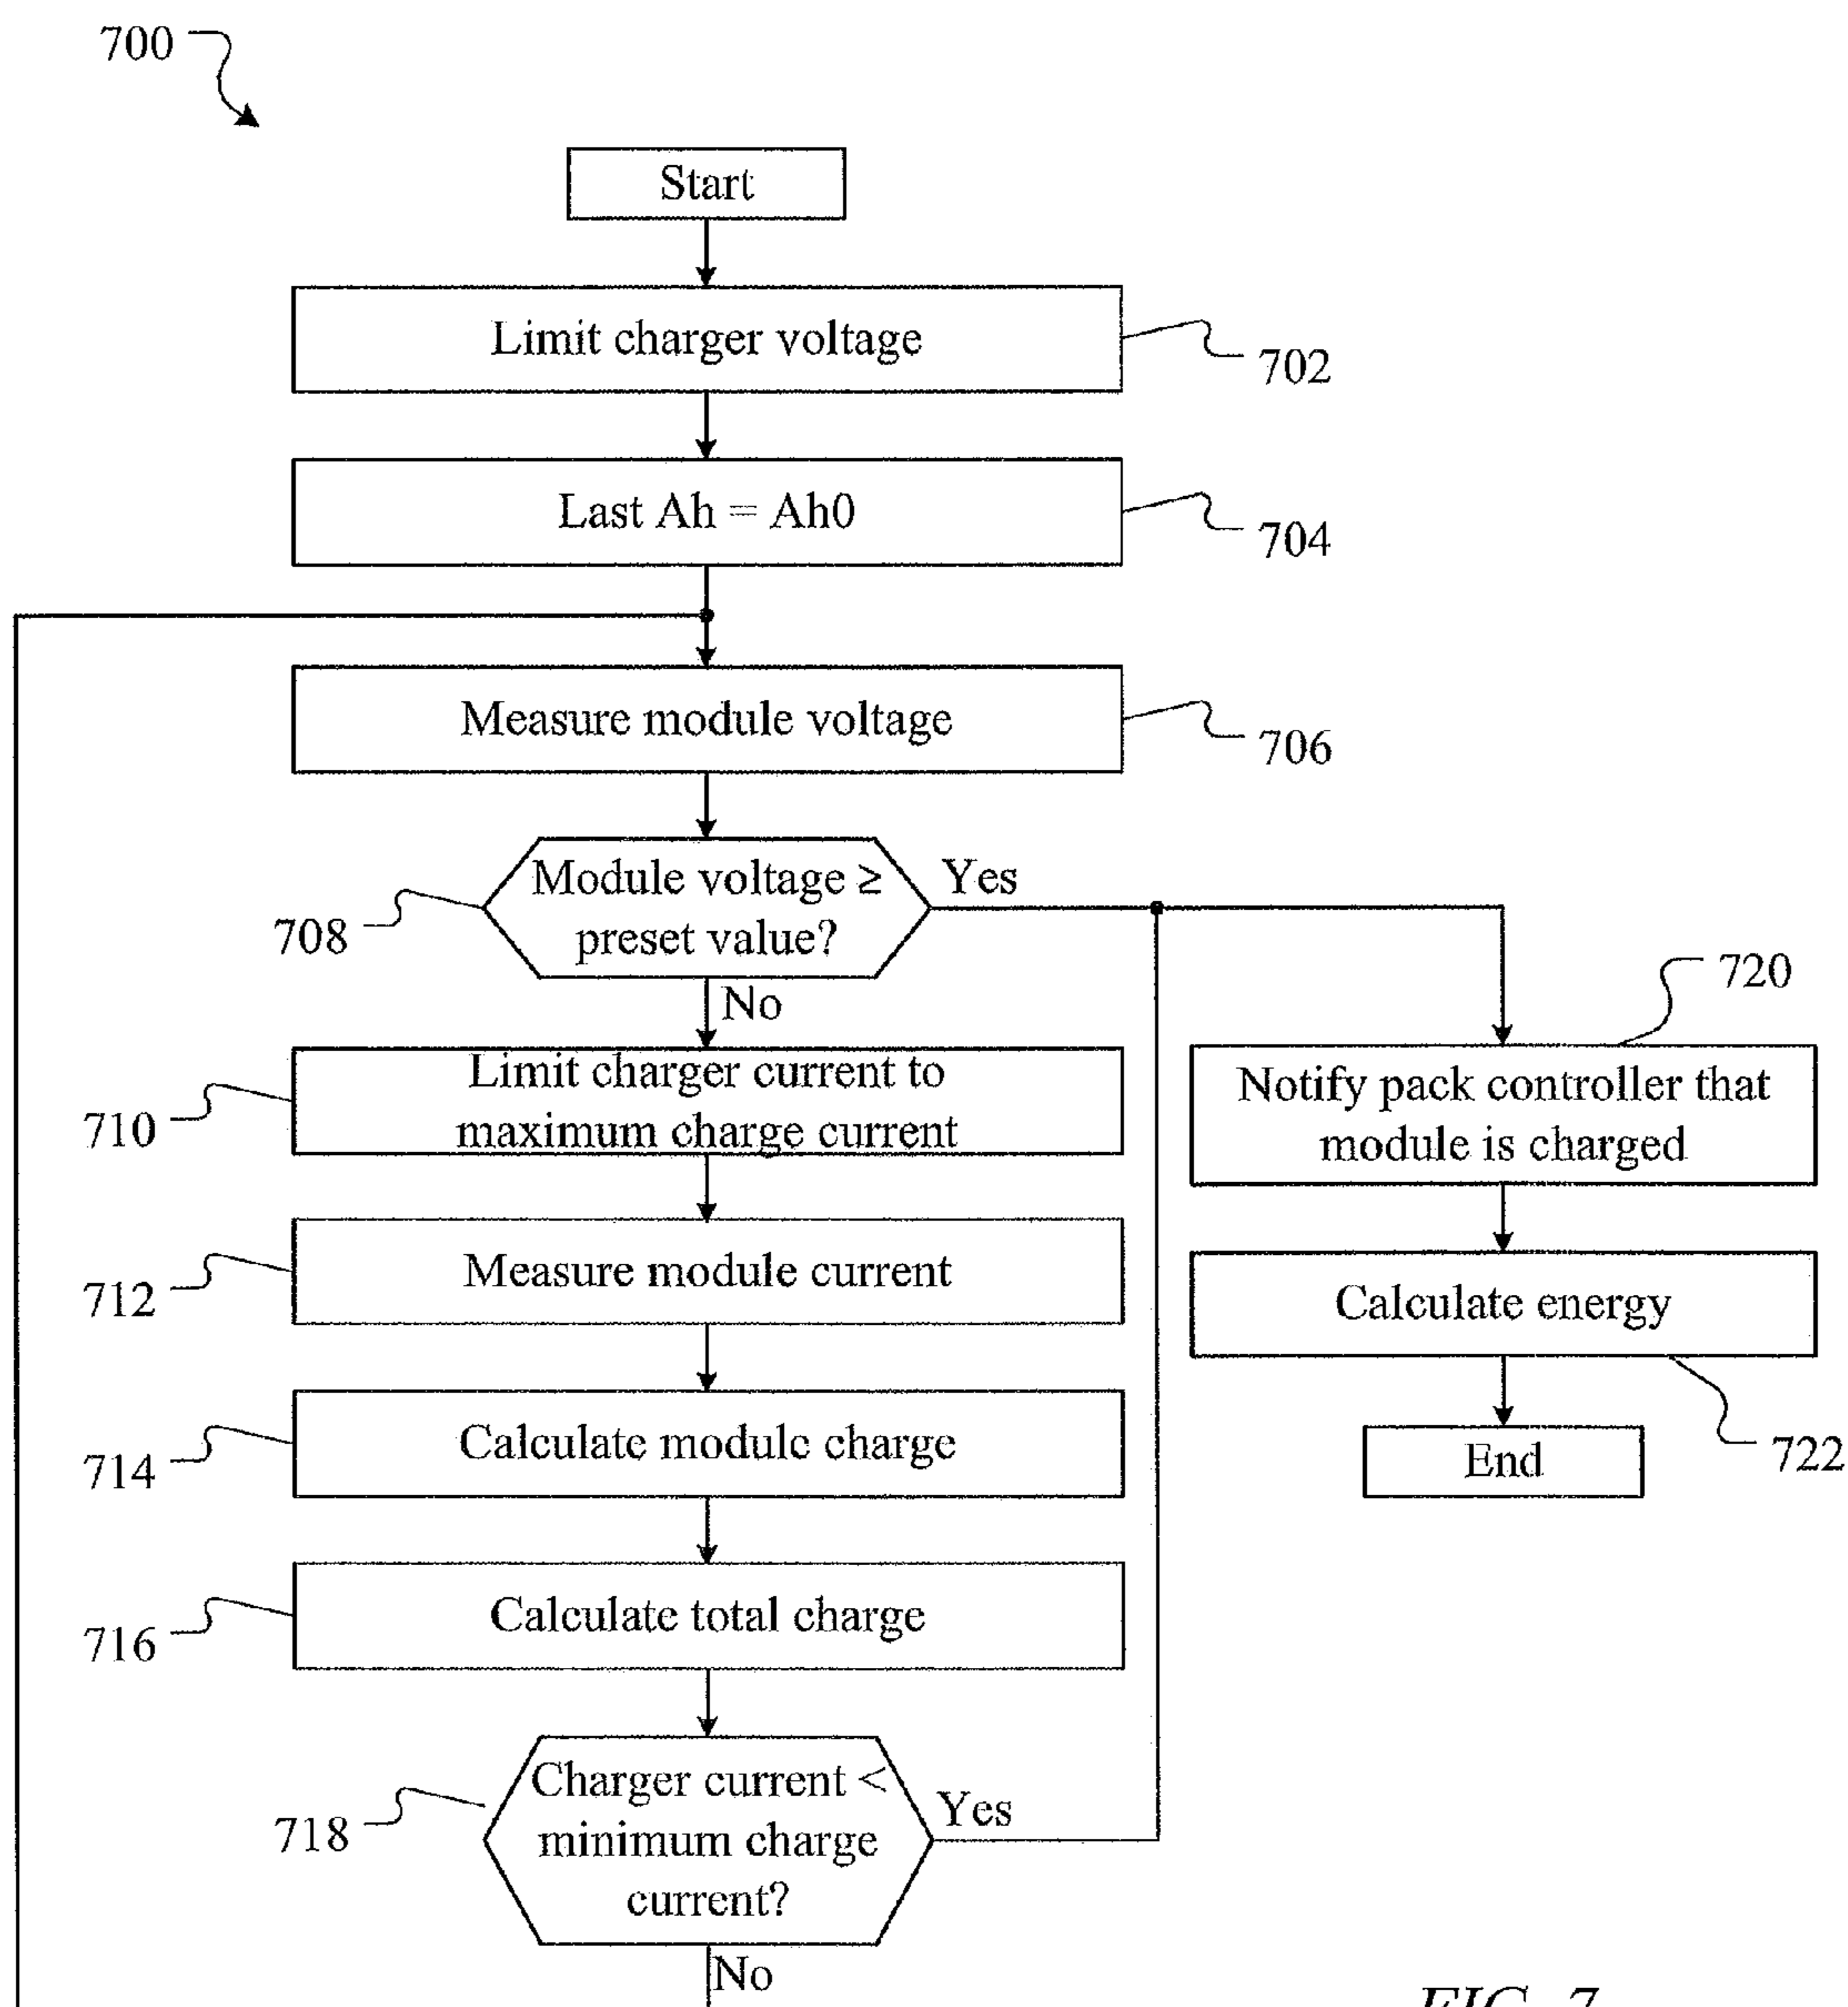 700
Start
Limit charger voltage
702
Last Ah = Ah0
704
Measure module voltage
706
Module voltage ≥
preset value?
Yes
708
No
720
Limit charger current to
maximum charge current
710
Notify pack controller that
module is charged
Measure module current
712
Calculate energy
722
Calculate module charge
714
End
Calculate total charge
716
Charger current <
minimum charge
current?
Yes
718
No
FIG. 7